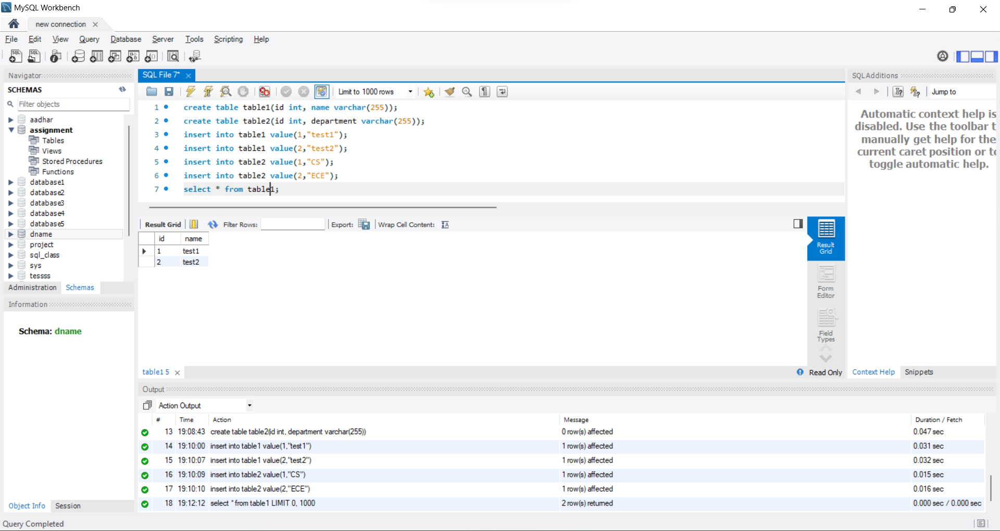 MySQL Workbench
new connection
File Edit View Query Database Server Tools Scripting Help
Navigator
SCHEMAS
Filter objects
aadhar
assignment
Tables
Views
Stored Procedures
Functions
database1
database2
database3
database4
database5
dname
project
sql_class
sys
tessss
Administration Schemas
Information
Schema: dname
Object Info Session
SQL File 7*
Limit to 1000 rows
1 create table table1(id int, name varchar(255));
2 create table table2(id int, department varchar(255));
3 insert into table1 value(1,"test1");
4 insert into table1 value(2,"test2");
5 insert into table2 value(1,"CS");
6 insert into table2 value(2,"ECE");
7 select * from table1;
Result Grid Filter Rows: Export: Wrap Cell Content:
id name
1 test1
2 test2
Result
Grid
Form
Editor
Field
Types
table1 5
Read Only
SQLAdditions
Jump to
Automatic context help is
disabled. Use the toolbar t
manually get help for the
current caret position or to
toggle automatic help.
Context Help Snippets
Output
Action Output
# Time Action Message Duration / Fetch
13 19:08:43 create table table2(id int, department varchar(255)) 0 row(s) affected 0.047 sec
14 19:10:00 insert into table1 value(1,"test1") 1 row(s) affected 0.031 sec
15 19:10:07 insert into table1 value(2,"test2") 1 row(s) affected 0.032 sec
16 19:10:09 insert into table2 value(1,"CS") 1 row(s) affected 0.015 sec
17 19:10:10 insert into table2 value(2,"ECE") 1 row(s) affected 0.016 sec
18 19:12:12 select * from table1 LIMIT 0, 1000 2 row(s) returned 0.000 sec / 0.000 sec
Query Completed